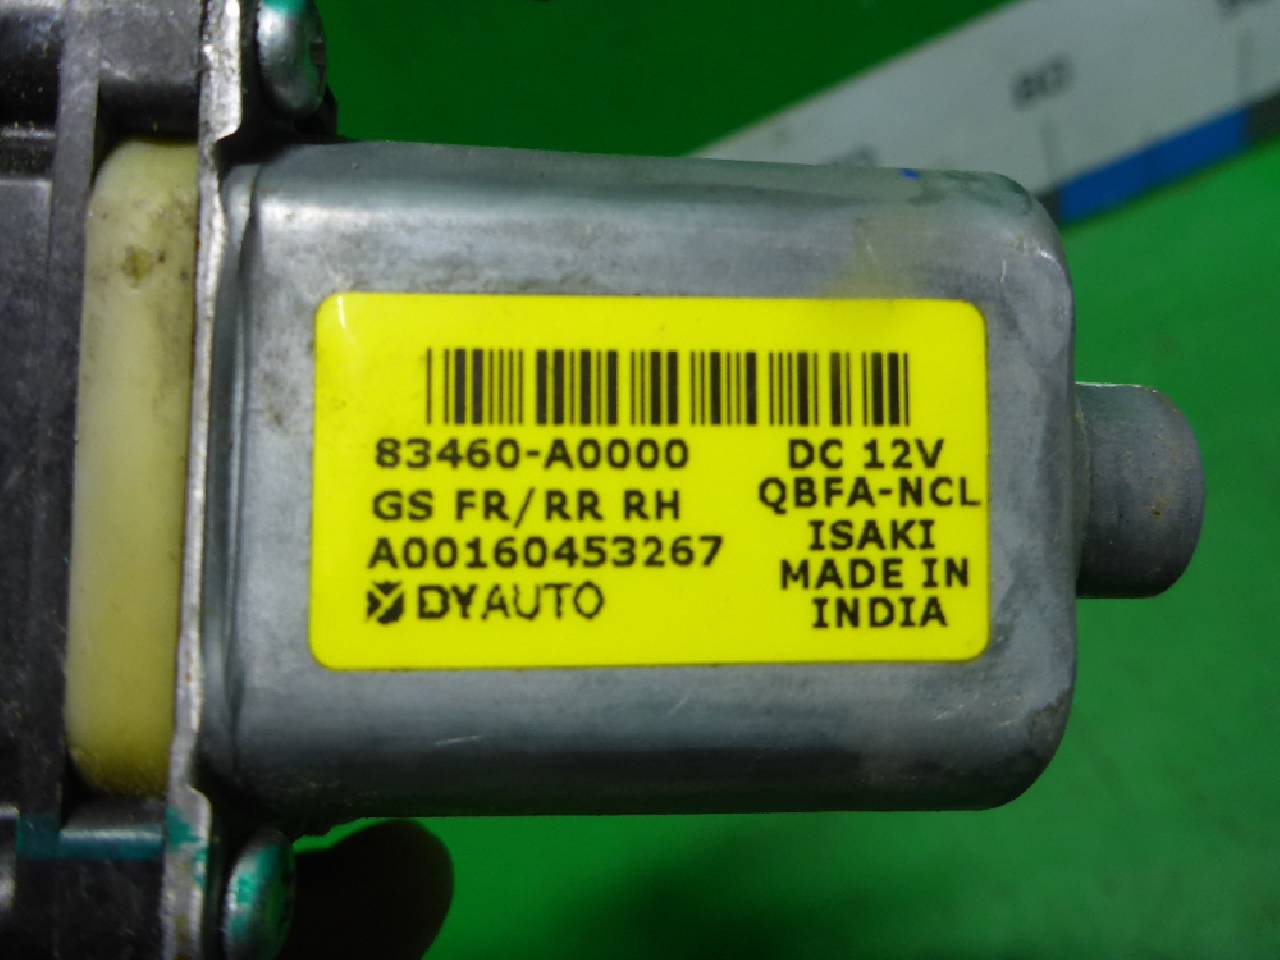 83460-A0000
GS FR/RR RH
A00160453267
DYAUTO
DC 12V
QBFA-NCL
ISAKI
MADE IN
INDIA